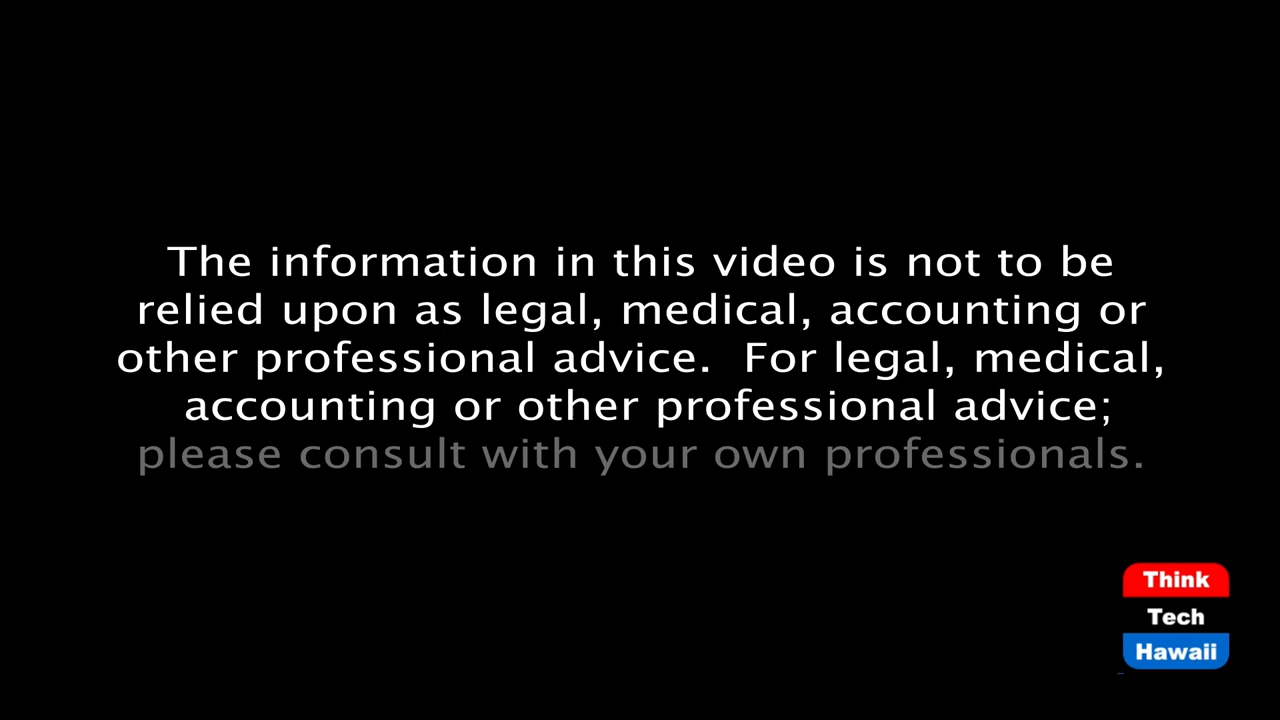 The information in this video is not to be
relied upon as legal, medical, accounting or
other professional advice.  For legal, medical,
accounting or other professional advice;
please consult with your own professionals.
Think
Tech
Hawaii